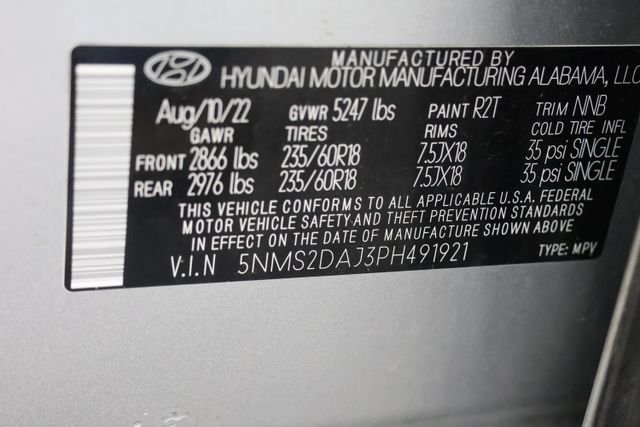 MANUFACTURED BY
HYUNDAI MOTOR MANUFACTURING ALABAMA, LLC
Aug/10/22 GVWR 5247 lbs PAINT R2T TRIM NNB
GAWR TIRES RIMS COLD TIRE INFL
FRONT 2866 lbs 235/60R18 7.5JX18 35 psi SINGLE
REAR 2976 lbs 235/60R18 7.5JX18 35 psi SINGLE
THIS VEHICLE CONFORMS TO ALL APPLICABLE U.S.A. FEDERAL
MOTOR VEHICLE SAFETY AND THEFT PREVENTION STANDARDS
IN EFFECT ON THE DATE OF MANUFACTURE SHOWN ABOVE.
V.I.N 5NMS2DAJ3PH491921 TYPE: MPV